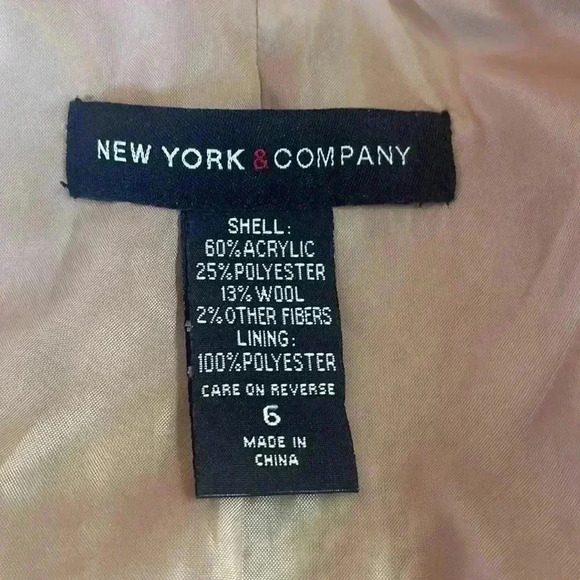 NEW YORK & COMPANY
SHELL:
60%ACRYLIC
25%POLYESTER
13%WOOL
2%OTHER FIBERS
LINING:
100%POLYESTER
CARE ON REVERSE
6
MADE IN
CHINA